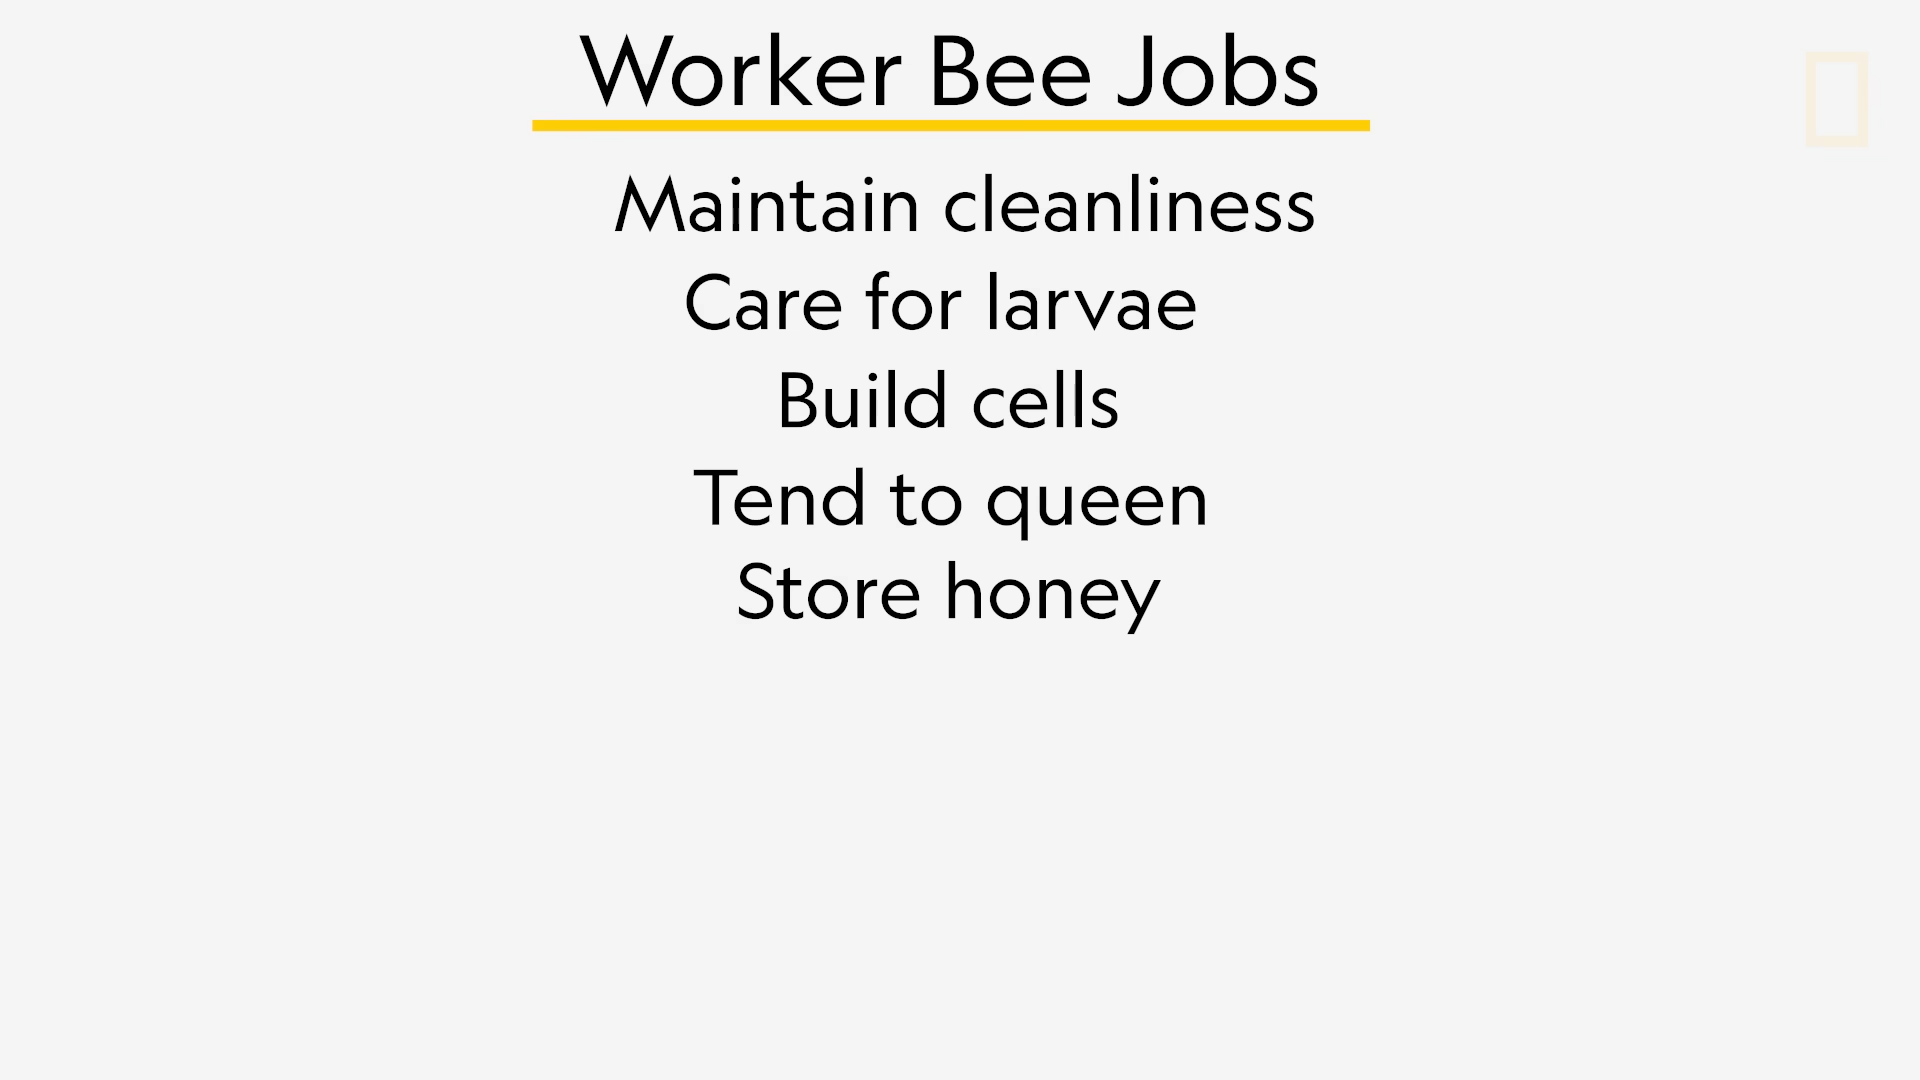 Worker Bee Jobs
Maintain cleanliness
Care for larvae
Build cells
Tend to queen
Store honey